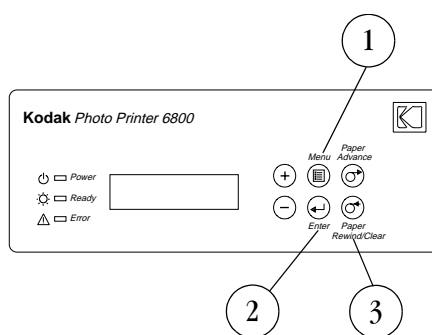 1
Kodak Photo Printer 6800
Menu
Paper
Advance
Power
Ready
Error
Enter
Paper
Rewind/Clear
2
3